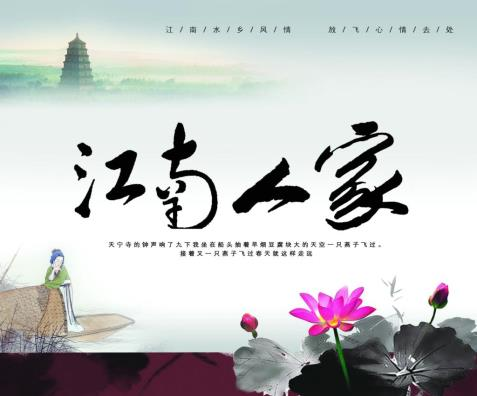 江/南/水/乡/风/情 放/飞/心/情/去/处
江南人家
天宁寺的钟声响了九下我坐在船头抽着旱烟豆腐块大的天空一只燕子飞过。
接着又一只燕子飞过春天就这样走远